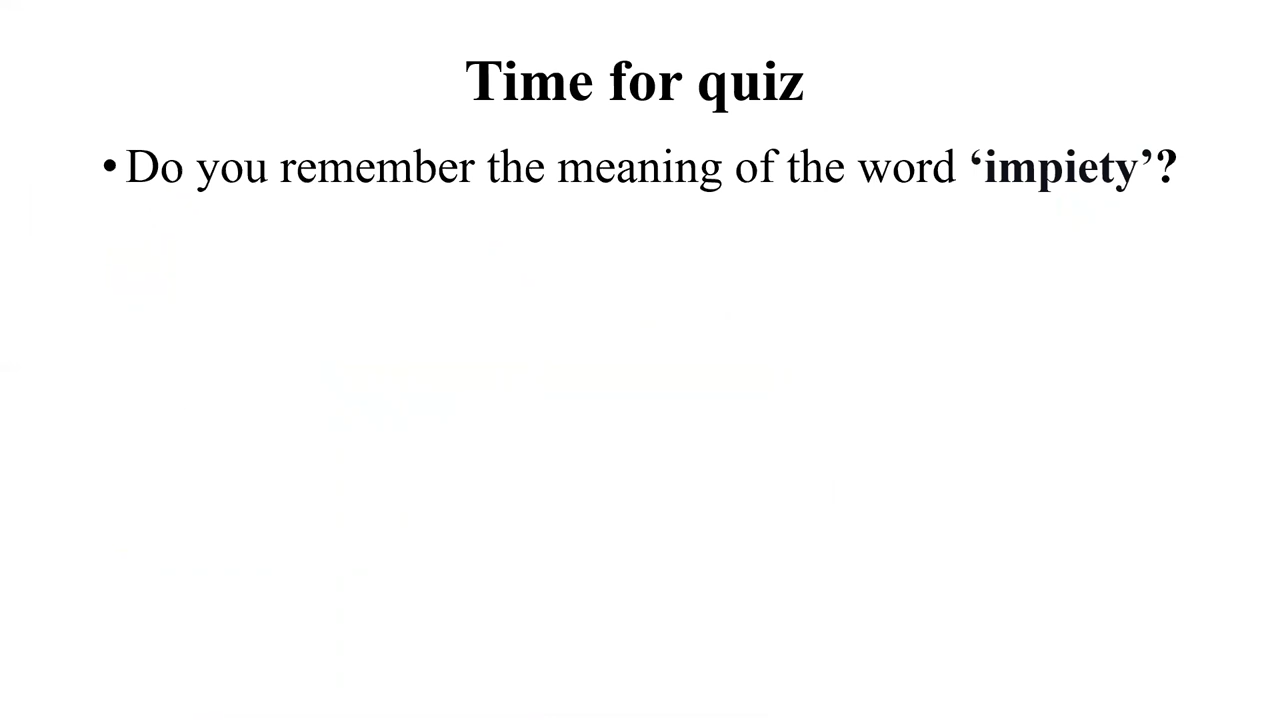 Time for quiz
• Do you remember the meaning of the word ‘impiety’?